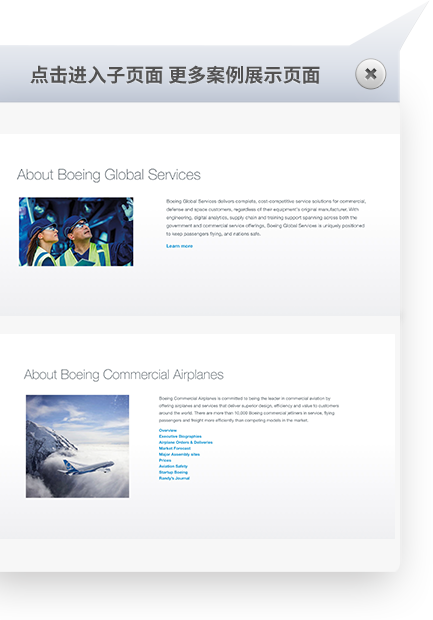 点击进入子页面 更多案例展示页面
About Boeing Global Services
Boeing Global Services delivers complete, cost-competitive service solutions for commercial,
defense and space customers, regardless of their equipment's original manufacturer. With
engineering, digital analytics, supply chain and training support spanning across both the
government and commercial service offerings, Boeing Global Services is uniquely positioned
to keep passengers flying, and nations safe.
Learn more
About Boeing Commercial Airplanes
Boeing Commercial Airplanes is committed to being the leader in commercial aviation by
offering airplanes and services that deliver superior design, efficiency and value to customers
around the world. There are more than 10,000 Boeing commercial jetliners in service, flying
passengers and freight more efficiently than competing models in the market.
Overview
Executive Biographies
Airplane Orders & Deliveries
Market Forecast
Major Assembly sites
Prices
Aviation Safety
Startup Boeing
Randy's Journal